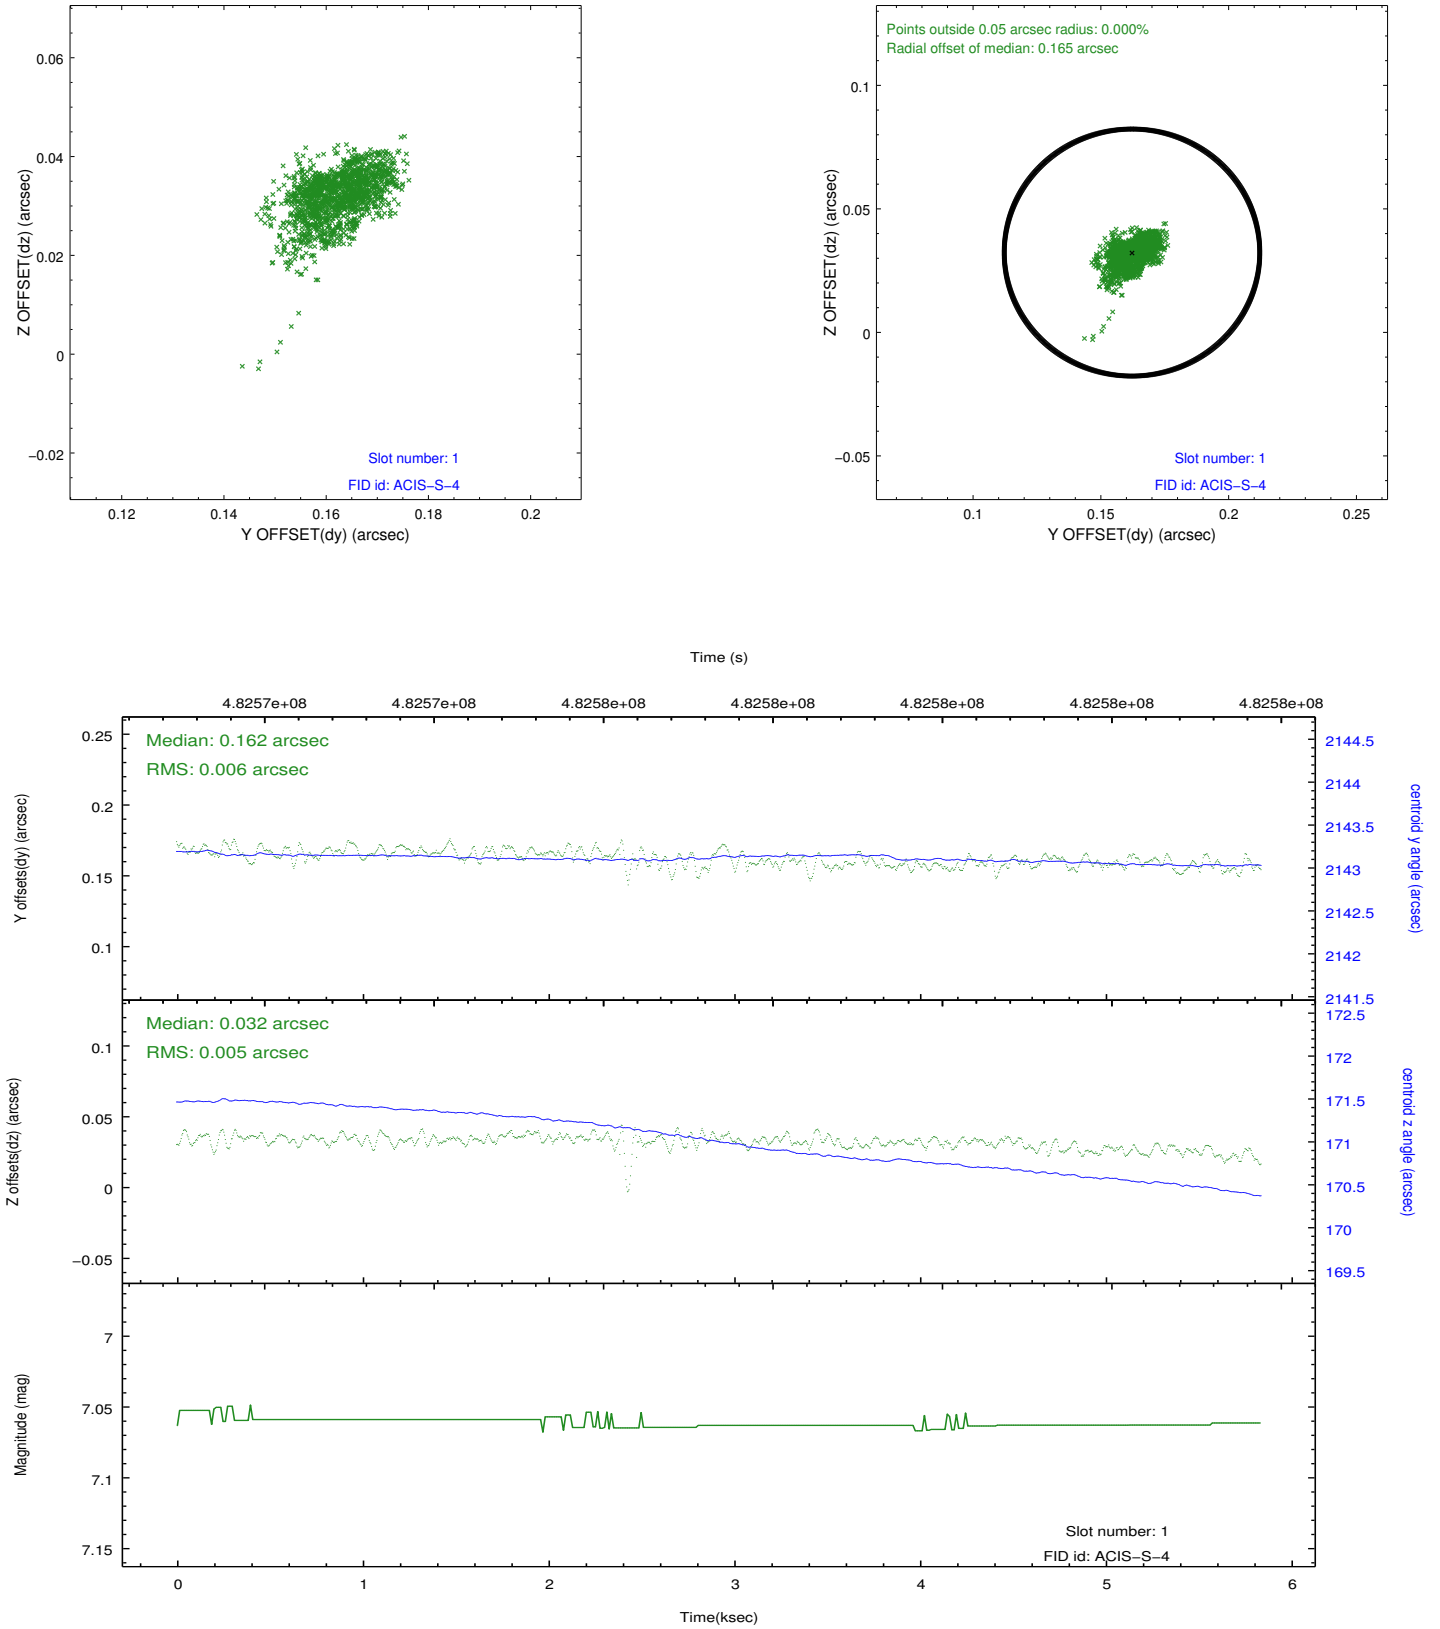 0.06
0.04
0.02
0
−0.02
Z OFFSET(dz) (arcsec)
Slot number: 1
FID id: ACIS−S−4
0.12
0.14
0.16
0.18
0.2
Y OFFSET(dy) (arcsec)
Points outside 0.05 arcsec radius: 0.000%
Radial offset of median: 0.165 arcsec
0.1
0.05
0
−0.05
Z OFFSET(dz) (arcsec)
Slot number: 1
FID id: ACIS−S−4
0.1
0.15
0.2
0.25
Y OFFSET(dy) (arcsec)
Time (s)
4.8257e+08
4.8257e+08
4.8258e+08
4.8258e+08
4.8258e+08
4.8258e+08
4.8258e+08
Median: 0.162 arcsec
RMS: 0.006 arcsec
0.25
0.2
0.15
0.1
Y offsets(dy) (arcsec)
2144.5
2144
2143.5
2143
2142.5
2142
2141.5
centroid y angle (arcsec)
Median: 0.032 arcsec
RMS: 0.005 arcsec
0.1
0.05
0
−0.05
Z offsets(dz) (arcsec)
172.5
172
171.5
171
170.5
170
169.5
centroid z angle (arcsec)
7
7.05
7.1
7.15
Magnitude (mag)
Slot number: 1
FID id: ACIS−S−4
0
1
2
3
4
5
6
Time(ksec)